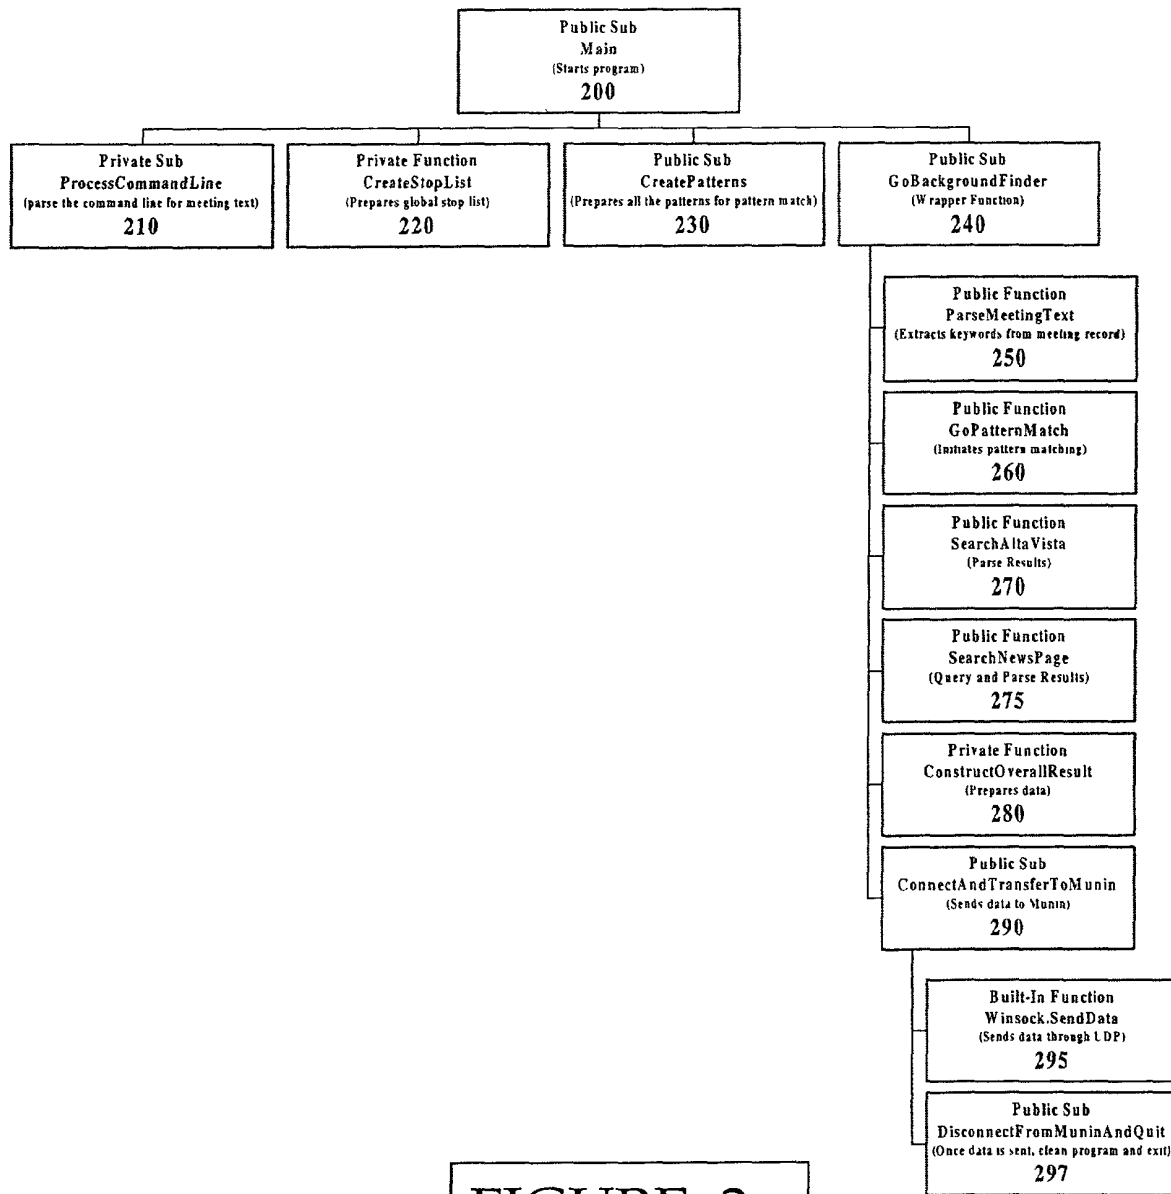 Public Sub
Main
(Starts program)
200
Private Sub
ProcessCommandLine
(parse the command line for meeting text)
210
Private Function
CreateStopList
(Prepares global stop list)
220
Public Sub
CreatePatterns
(Prepares all the patterns for pattern match)
230
Public Sub
GoBackgroundFinder
(Wrapper Function)
240
Public Function
ParseMeetingText
(Extracts keywords from meeting record)
250
Public Function
GoPatternMatch
(Initiates pattern matching)
260
Public Function
SearchAltaVista
(Parse Results)
270
Public Function
SearchNewsPage
(Query and Parse Results)
275
Private Function
ConstructOverallResult
(Prepares data)
280
Public Sub
ConnectAndTransferToMunin
(Sends data to Munin)
290
Built-In Function
Winsock.SendData
(Sends data through UDP)
295
Public Sub
DisconnectFromMuninAndQuit
(Once data is sent, clean program and exit)
297
FIGURE 2